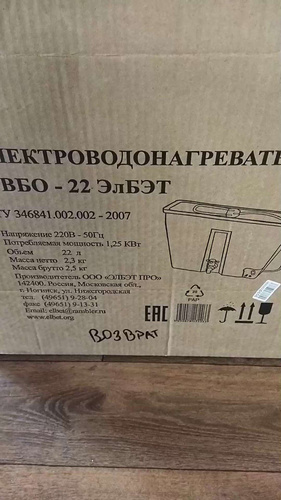 ЛЕКТРОВОДОНАГРЕВАТЕ
ВБО - 22 ЭлБЭТ
ТУ 346841.002.002 - 2007
Напряжение 220В - 50Гц
Потребляемая мощность 1,25 КВт
Объем 22 л
Масса нетто 2,3 кг
Масса брутто 2,5 кг
Производитель ООО «ЭЛБЭТ ПРО»
142400, Россия, Московская обл.,
г. Ногинск, ул. Нижегородская
тел. (49651) 9-28-04
факс (49651) 9-13-31
Email: elbet@rambler.ru
www.elbet.org
ЕАС
PAP
ВОЗВРАТ